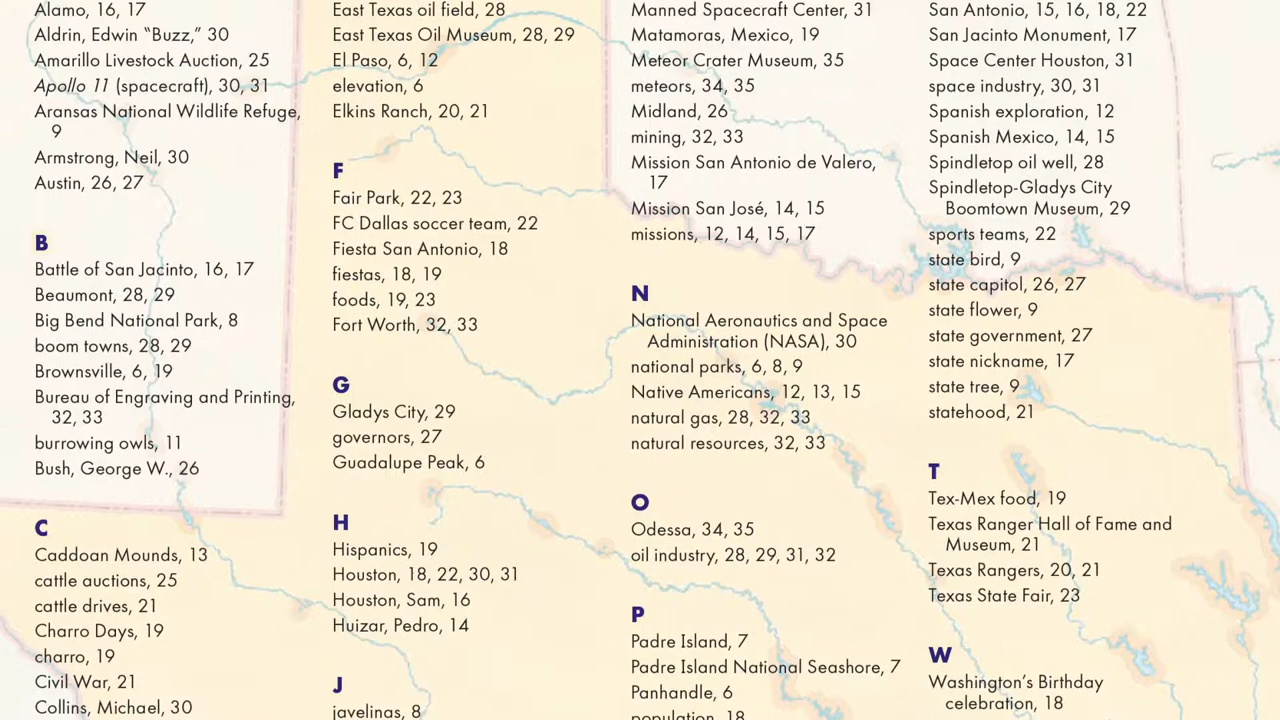 Alamo, 16, 17
Aldrin, Edwin “Buzz,” 30
Amarillo Livestock Auction, 25
Apollo 11 (spacecraft), 30, 31
Aransas National Wildlife Refuge,
9
Armstrong, Neil, 30
Austin, 26, 27
B
Battle of San Jacinto, 16, 17
Beaumont, 28, 29
Big Bend National Park, 8
boom towns, 28, 29
Brownsville, 6, 19
Bureau of Engraving and Printing,
32, 33
burrowing owls, 11
Bush, George W., 26
C
Caddoan Mounds, 13
cattle auctions, 25
cattle drives, 21
Charro Days, 19
charro, 19
Civil War, 21
Collins, Michael, 30
East Texas oil field, 28
East Texas Oil Museum, 28, 29
El Paso, 6, 12
elevation, 6
Elkins Ranch, 20, 21
F
Fair Park, 22, 23
FC Dallas soccer team, 22
Fiesta San Antonio, 18
fiestas, 18, 19
foods, 19, 23
Fort Worth, 32, 33
G
Gladys City, 29
governors, 27
Guadalupe Peak, 6
H
Hispanics, 19
Houston, 18, 22, 30, 31
Houston, Sam, 16
Huizar, Pedro, 14
J
javelinas, 8
Manned Spacecraft Center, 31
Matamoras, Mexico, 19
Meteor Crater Museum, 35
meteors, 34, 35
Midland, 26
mining, 32, 33
Mission San Antonio de Valero,
17
Mission San José, 14, 15
missions, 12, 14, 15, 17
N
National Aeronautics and Space
Administration (NASA), 30
national parks, 6, 8, 9
Native Americans, 12, 13, 15
natural gas, 28, 32, 33
natural resources, 32, 33
O
Odessa, 34, 35
oil industry, 28, 29, 31, 32
P
Padre Island, 7
Padre Island National Seashore, 7
Panhandle, 6
population, 18
San Antonio, 15, 16, 18, 22
San Jacinto Monument, 17
Space Center Houston, 31
space industry, 30, 31
Spanish exploration, 12
Spanish Mexico, 14, 15
Spindletop oil well, 28
Spindletop-Gladys City
Boomtown Museum, 29
sports teams, 22
state bird, 9
state capitol, 26, 27
state flower, 9
state government, 27
state nickname, 17
state tree, 9
statehood, 21
T
Tex-Mex food, 19
Texas Ranger Hall of Fame and
Museum, 21
Texas Rangers, 20, 21
Texas State Fair, 23
W
Washington’s Birthday
celebration, 18